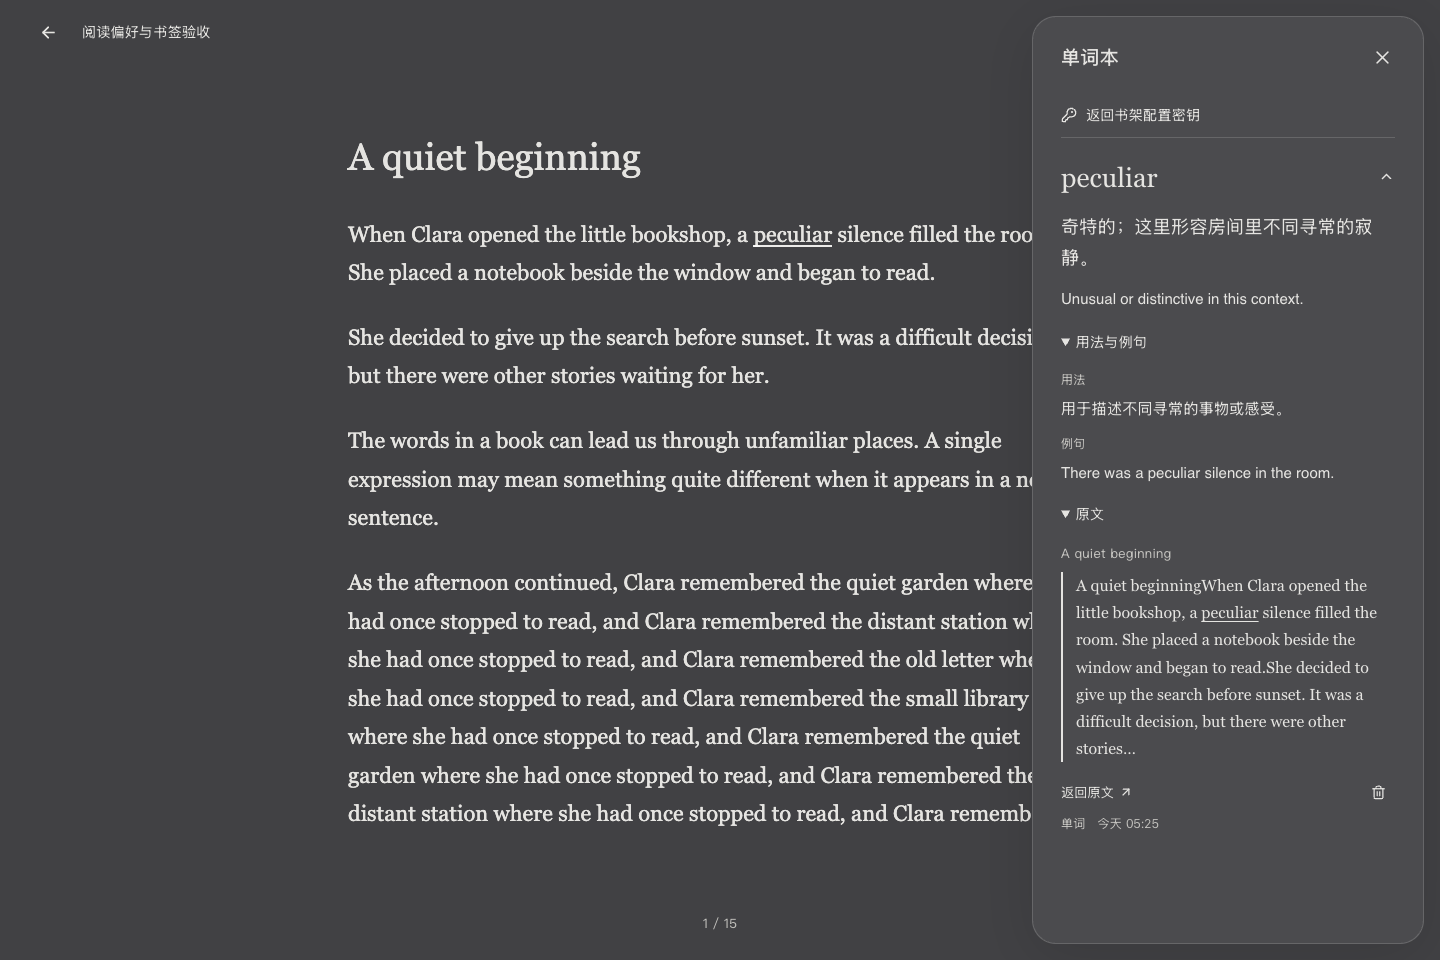 阅读偏好与书签验收
A quiet beginning
When Clara opened the little bookshop, a peculiar silence filled the
She placed a notebook beside the window and began to read.
She decided to give up the search before sunset. It was a difficult
but there were other stories waiting for her.
The words in a book can lead us through unfamiliar places. A single
expression may mean something quite different when it appears in a
sentence.
As the afternoon continued, Clara remembered the quiet garden where
had once stopped to read, and Clara remembered the distant station
she had once stopped to read, and Clara remembered the old letter
she had once stopped to read, and Clara remembered the small library
where she had once stopped to read, and Clara remembered the quiet
garden where she had once stopped to read, and Clara remembered the
distant station where she had once stopped to read, and Clara
1 / 15
单词本
返回书架配置密钥
peculiar
奇特的；这里形容房间里不同寻常的寂
静。
Unusual or distinctive in this context.
用法与例句
用法
用于描述不同寻常的事物或感受。
例句
There was a peculiar silence in the room.
原文
A quiet beginning
A quiet beginningWhen Clara opened the
little bookshop, a peculiar silence filled the
room. She placed a notebook beside the
window and began to read.She decided to
give up the search before sunset. It was a
difficult decision, but there were other
stories...
返回原文
单词 今天 05:25